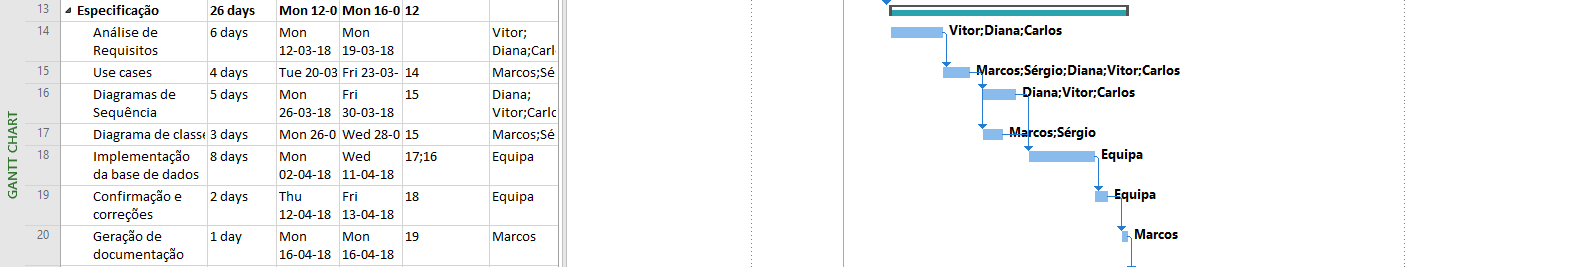 GANTT CHART
13 Especificação 26 days Mon 12-0 Mon 16-0 12
14 Análise de Requisitos 6 days Mon 12-03-18 Mon 19-03-18 Vitor; Diana;Carl
Vitor;Diana;Carlos
15 Use cases 4 days Tue 20-03 Fri 23-03- 14 Marcos;Sé
Marcos;Sérgio;Diana;Vitor;Carlos
16 Diagramas de Sequência 5 days Mon 26-03-18 Fri 30-03-18 15 Diana; Vitor;Carlc
Diana;Vitor;Carlos
17 Diagrama de classe 3 days Mon 26-0 Wed 28-0 15 Marcos;Sé
Marcos;Sérgio
18 Implementação da base de dados 8 days Mon 02-04-18 Wed 11-04-18 17;16 Equipa
Equipa
19 Confirmação e correções 2 days Thu 12-04-18 Fri 13-04-18 18 Equipa
Equipa
20 Geração de documentação 1 day Mon 16-04-18 Mon 16-04-18 19 Marcos
Marcos